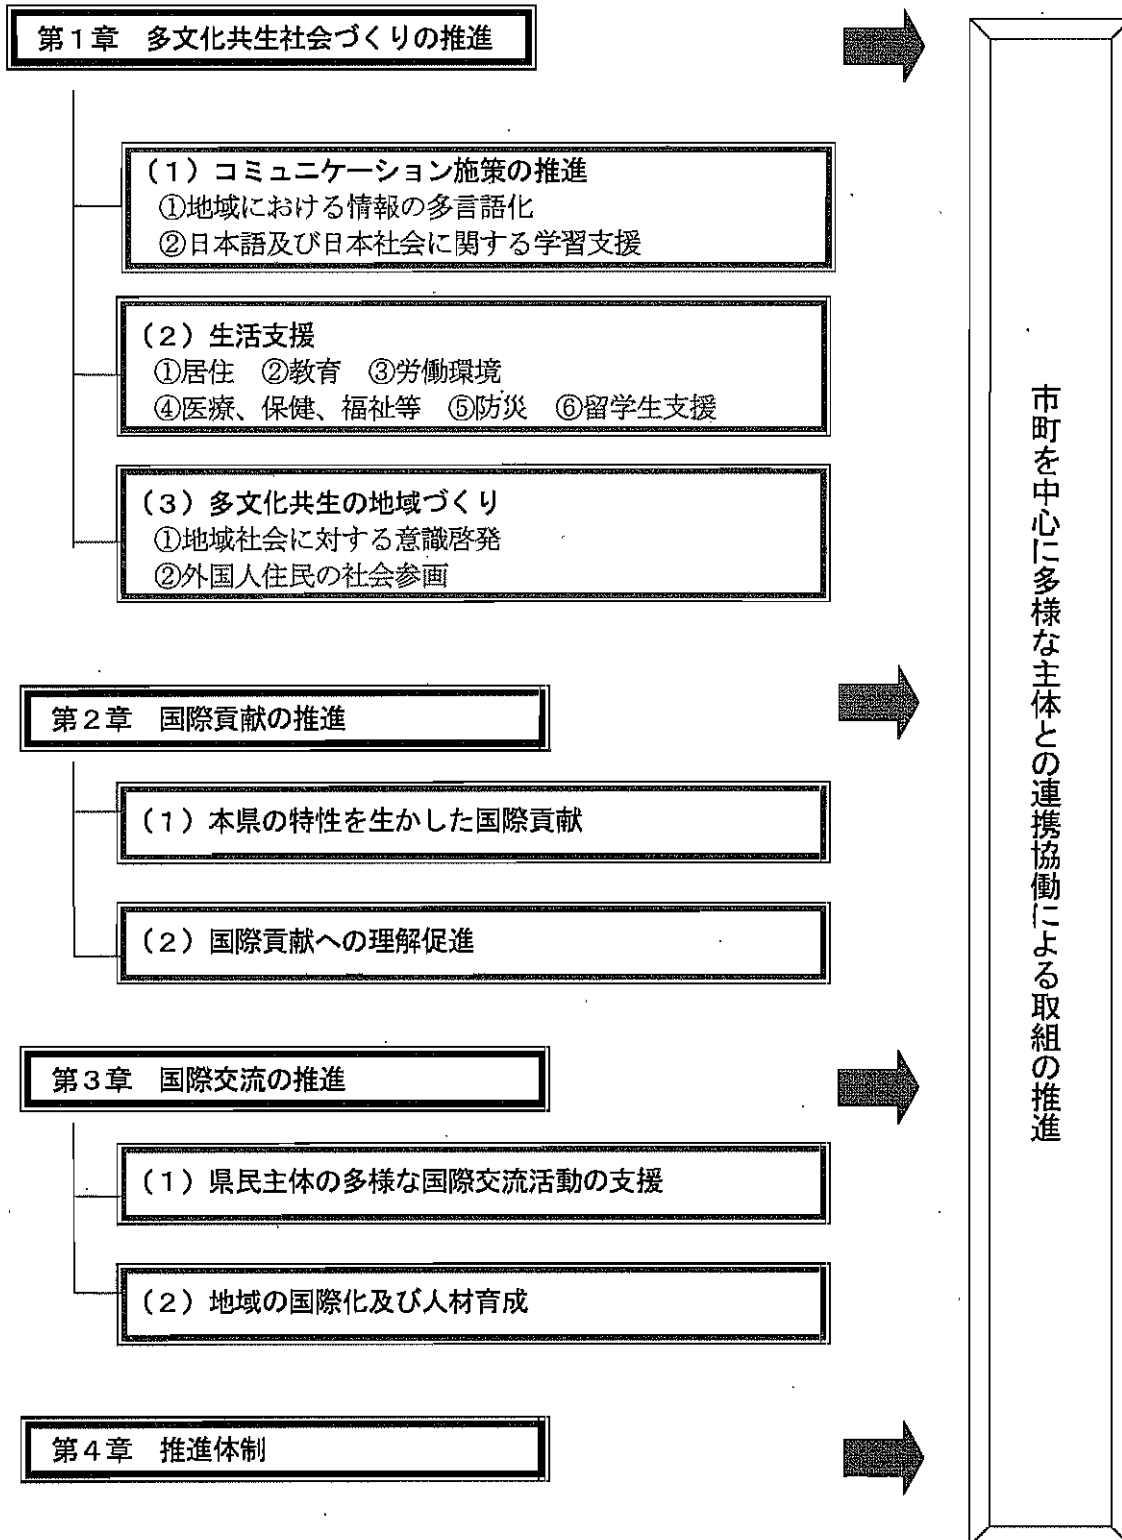 第１章　多文化共生社会づくりの推進
（１）コミュニケーション施策の推進
①地域における情報の多言語化
②日本語及び日本社会に関する学習支援
（２）生活支援
①居住　②教育　③労働環境
④医療、保健、福祉等　⑤防災　⑥留学生支援
（３）多文化共生の地域づくり
①地域社会に対する意識啓発
②外国人住民の社会参画
第２章　国際貢献の推進
（１）本県の特性を生かした国際貢献
（２）国際貢献への理解促進
第３章　国際交流の推進
（１）県民主体の多様な国際交流活動の支援
（２）地域の国際化及び人材育成
第４章　推進体制
市町を中心に多様な主体との連携協働による取組の推進